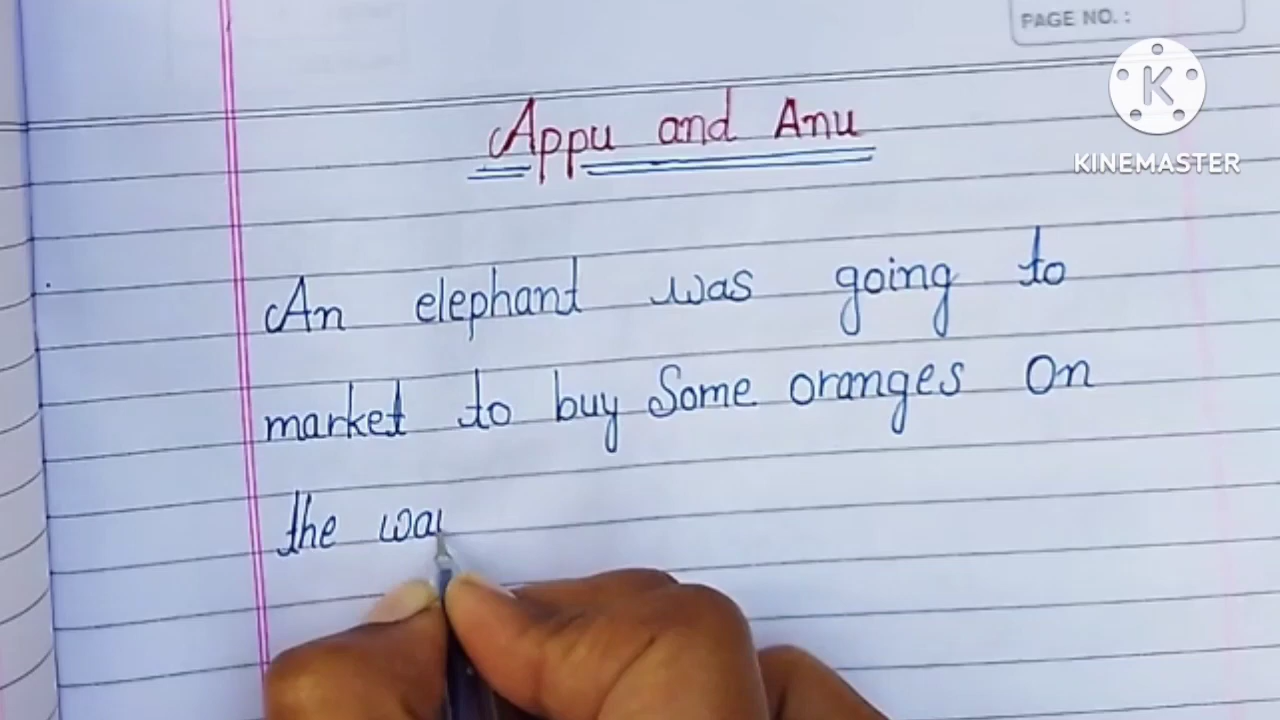 PAGE NO. :
KINEMASTER
Appu and Anu
An elephant was going to
market to buy Some oranges On
the wa